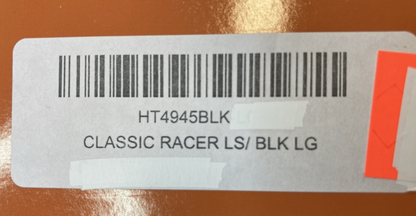 HT4945BLK
CLASSIC RACER LS/ BLK LG